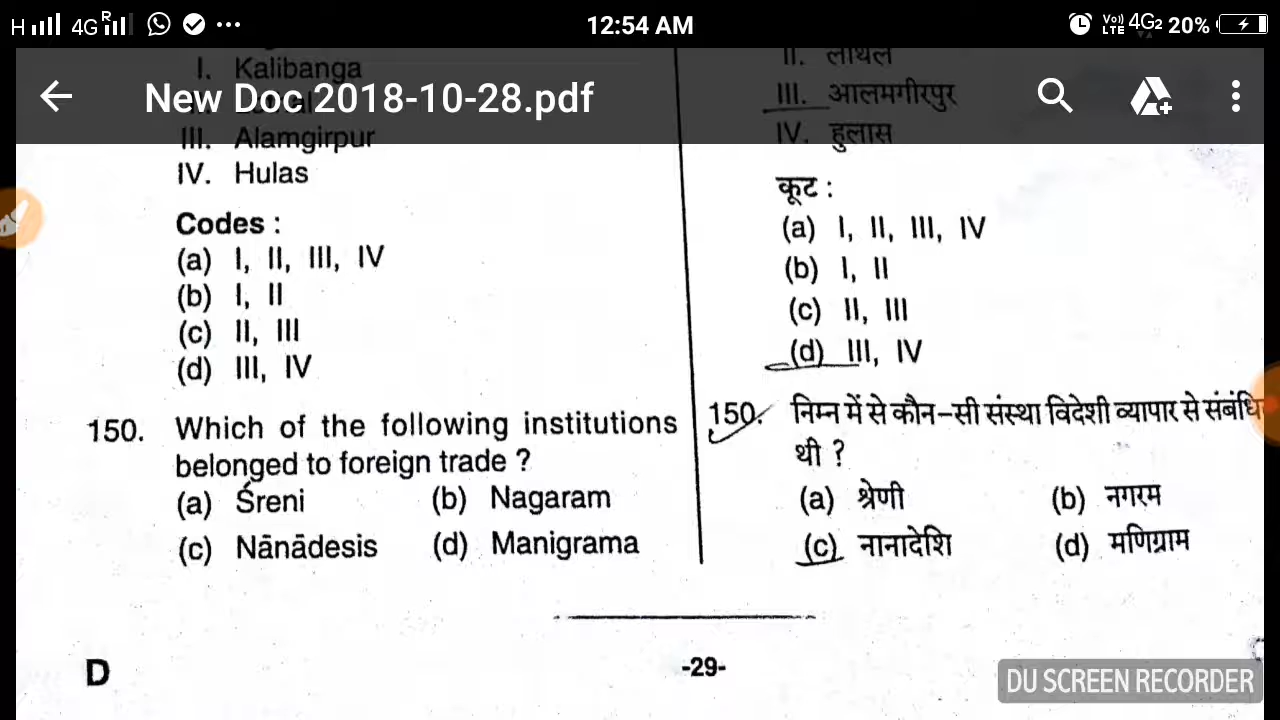 H 4G R 12:54 AM Vo)) LTE 4G2 20%
New Doc 2018-10-28.pdf
I. Kalibanga
III. Alamgirpur
IV. Hulas
Codes :
(a) I, II, III, IV
(b) I, II
(c) II, III
(d) III, IV
150. Which of the following institutions
belonged to foreign trade ?
(a) Śreni (b) Nagaram
(c) Nānādesis (d) Manigrama
II. लोथल
III. आलमगीरपुर
IV. हुलास
कूट :
(a) I, II, III, IV
(b) I, II
(c) II, III
(d) III, IV
150. निम्न में से कौन-सी संस्था विदेशी व्यापार से संबंधि
थी ?
(a) श्रेणी (b) नगरम
(c) नानादेशि (d) मणिग्राम
D -29-
DU SCREEN RECORDER